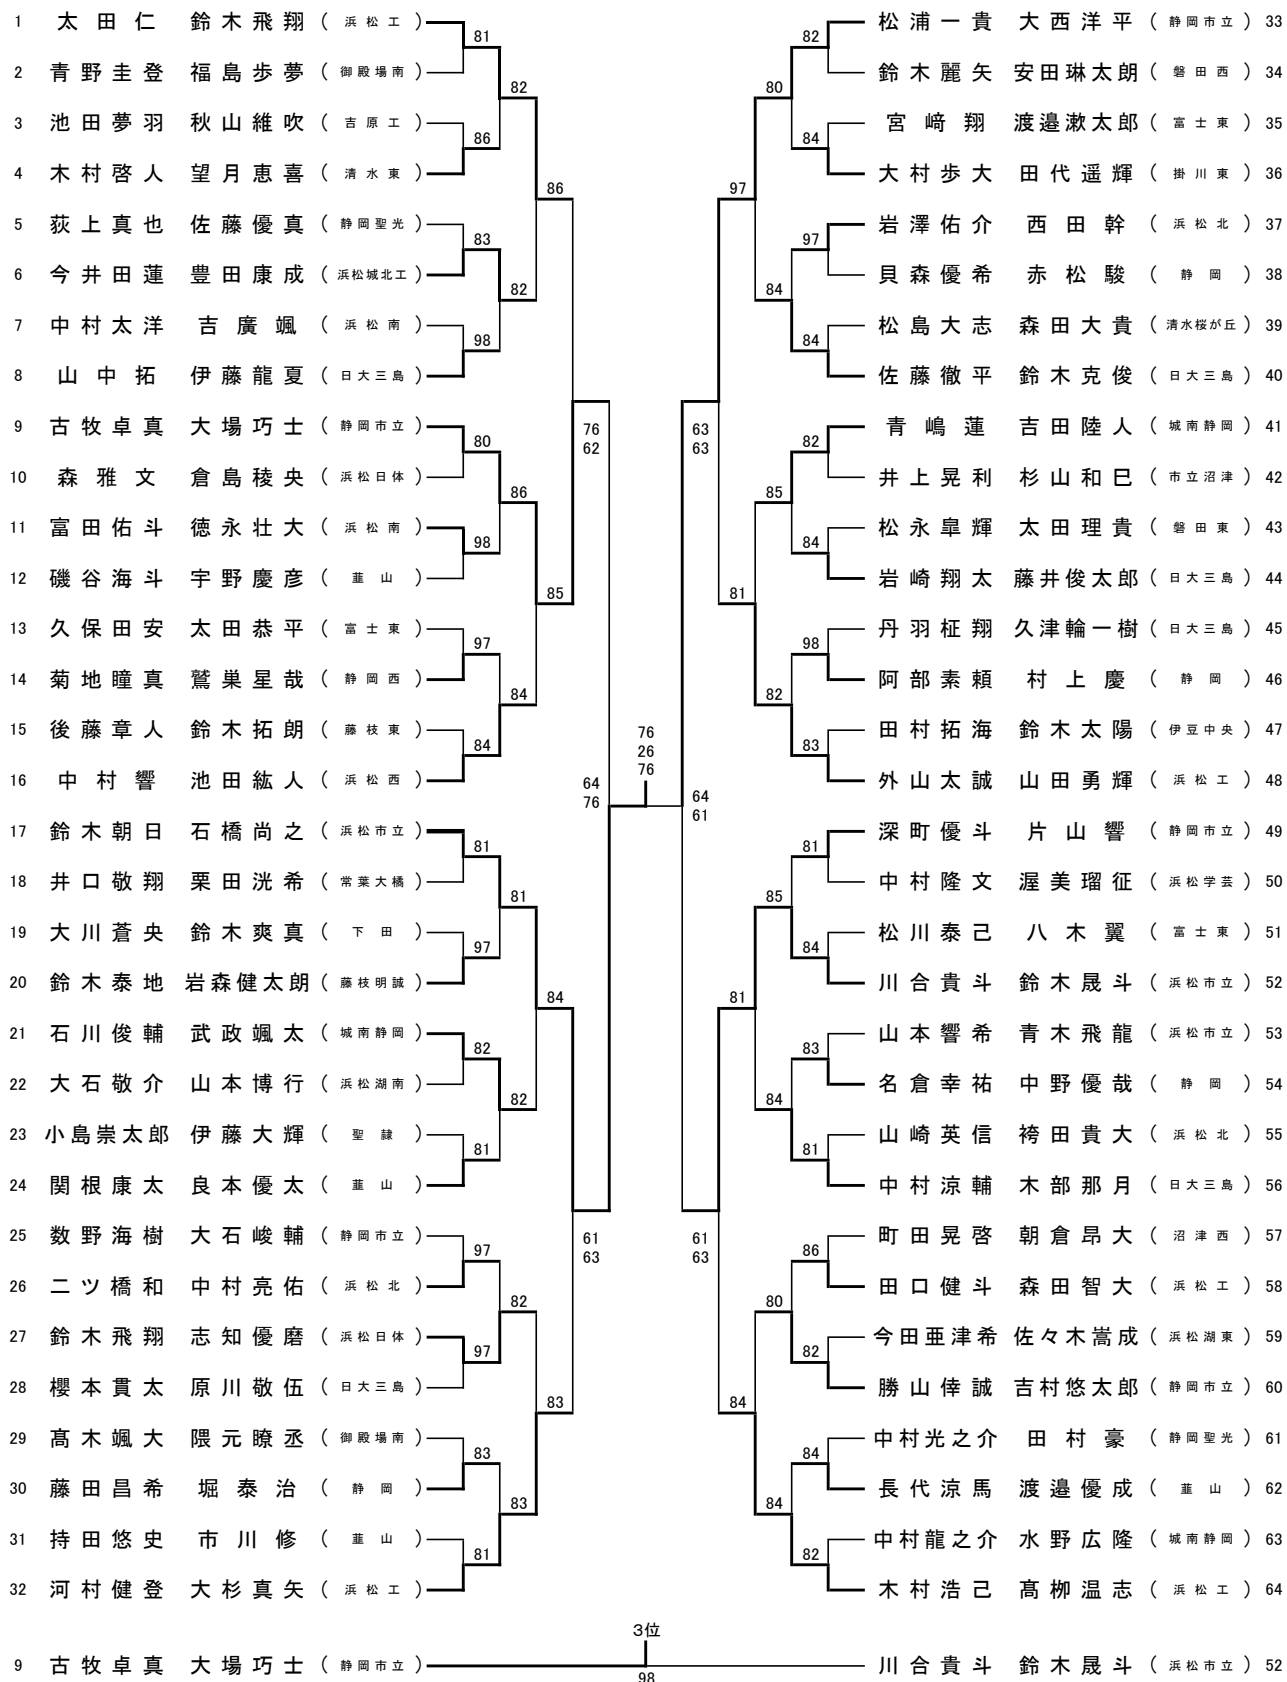 1 太田仁 鈴木飛翔 ( 浜松工 )
81
2 青野圭登 福島歩夢 ( 御殿場南 )
82
3 池田夢羽 秋山維吹 ( 吉原工 )
86
4 木村啓人 望月恵喜 ( 清水東 )
86
5 荻上真也 佐藤優真 ( 静岡聖光 )
83
6 今井田蓮 豊田康成 ( 浜松城北工 )
82
7 中村太洋 吉廣颯 ( 浜松南 )
98
8 山中拓 伊藤龍夏 ( 日大三島 )
76
62
9 古牧卓真 大場巧士 ( 静岡市立 )
80
10 森雅文 倉島稜央 ( 浜松日体 )
86
11 富田佑斗 徳永壮大 ( 浜松南 )
98
12 磯谷海斗 宇野慶彦 ( 韮山 )
85
13 久保田安 太田恭平 ( 富士東 )
97
14 菊地瞳真 鷲巣星哉 ( 静岡西 )
84
15 後藤章人 鈴木拓朗 ( 藤枝東 )
84
16 中村響 池田紘人 ( 浜松西 )
64
76
17 鈴木朝日 石橋尚之 ( 浜松市立 )
81
18 井口敬翔 栗田洸希 ( 常葉大橘 )
81
19 大川蒼央 鈴木爽真 ( 下田 )
97
20 鈴木泰地 岩森健太朗 ( 藤枝明誠 )
84
21 石川俊輔 武政颯太 ( 城南静岡 )
82
22 大石敬介 山本博行 ( 浜松湖南 )
82
23 小島崇太郎 伊藤大輝 ( 聖隷 )
81
24 関根康太 良本優太 ( 韮山 )
61
63
25 数野海樹 大石峻輔 ( 静岡市立 )
97
26 二ツ橋和 中村亮佑 ( 浜松北 )
82
27 鈴木飛翔 志知優磨 ( 浜松日体 )
97
28 櫻本貫太 原川敬伍 ( 日大三島 )
83
29 髙木颯大 隈元暸丞 ( 御殿場南 )
83
30 藤田昌希 堀泰治 ( 静岡 )
83
31 持田悠史 市川修 ( 韮山 )
81
32 河村健登 大杉真矢 ( 浜松工 )
76
26
76
松浦一貴 大西洋平 ( 静岡市立 ) 33
82
鈴木麗矢 安田琳太朗 ( 磐田西 ) 34
80
宮﨑翔 渡邉漱太郎 ( 富士東 ) 35
84
大村歩大 田代遥輝 ( 掛川東 ) 36
97
岩澤佑介 西田幹 ( 浜松北 ) 37
97
貝森優希 赤松駿 ( 静岡 ) 38
84
松島大志 森田大貴 ( 清水桜が丘 ) 39
84
佐藤徹平 鈴木克俊 ( 日大三島 ) 40
63
63
青嶋蓮 吉田陸人 ( 城南静岡 ) 41
82
井上晃利 杉山和巳 ( 市立沼津 ) 42
85
松永皐輝 太田理貴 ( 磐田東 ) 43
84
岩崎翔太 藤井俊太郎 ( 日大三島 ) 44
81
丹羽柾翔 久津輪一樹 ( 日大三島 ) 45
98
阿部素頼 村上慶 ( 静岡 ) 46
82
田村拓海 鈴木太陽 ( 伊豆中央 ) 47
83
外山太誠 山田勇輝 ( 浜松工 ) 48
64
61
深町優斗 片山響 ( 静岡市立 ) 49
81
中村隆文 渥美瑠征 ( 浜松学芸 ) 50
85
松川泰己 八木翼 ( 富士東 ) 51
84
川合貴斗 鈴木晟斗 ( 浜松市立 ) 52
81
山本響希 青木飛龍 ( 浜松市立 ) 53
83
名倉幸祐 中野優哉 ( 静岡 ) 54
84
山崎英信 袴田貴大 ( 浜松北 ) 55
81
中村涼輔 木部那月 ( 日大三島 ) 56
61
63
町田晃啓 朝倉昂大 ( 沼津西 ) 57
86
田口健斗 森田智大 ( 浜松工 ) 58
80
今田亜津希 佐々木嵩成 ( 浜松湖東 ) 59
82
勝山倖誠 吉村悠太郎 ( 静岡市立 ) 60
84
中村光之介 田村豪 ( 静岡聖光 ) 61
84
長代涼馬 渡邉優成 ( 韮山 ) 62
84
中村龍之介 水野広隆 ( 城南静岡 ) 63
82
木村浩己 髙栁温志 ( 浜松工 ) 64
3位
9 古牧卓真 大場巧士 ( 静岡市立 ) 川合貴斗 鈴木晟斗 ( 浜松市立 ) 52
98